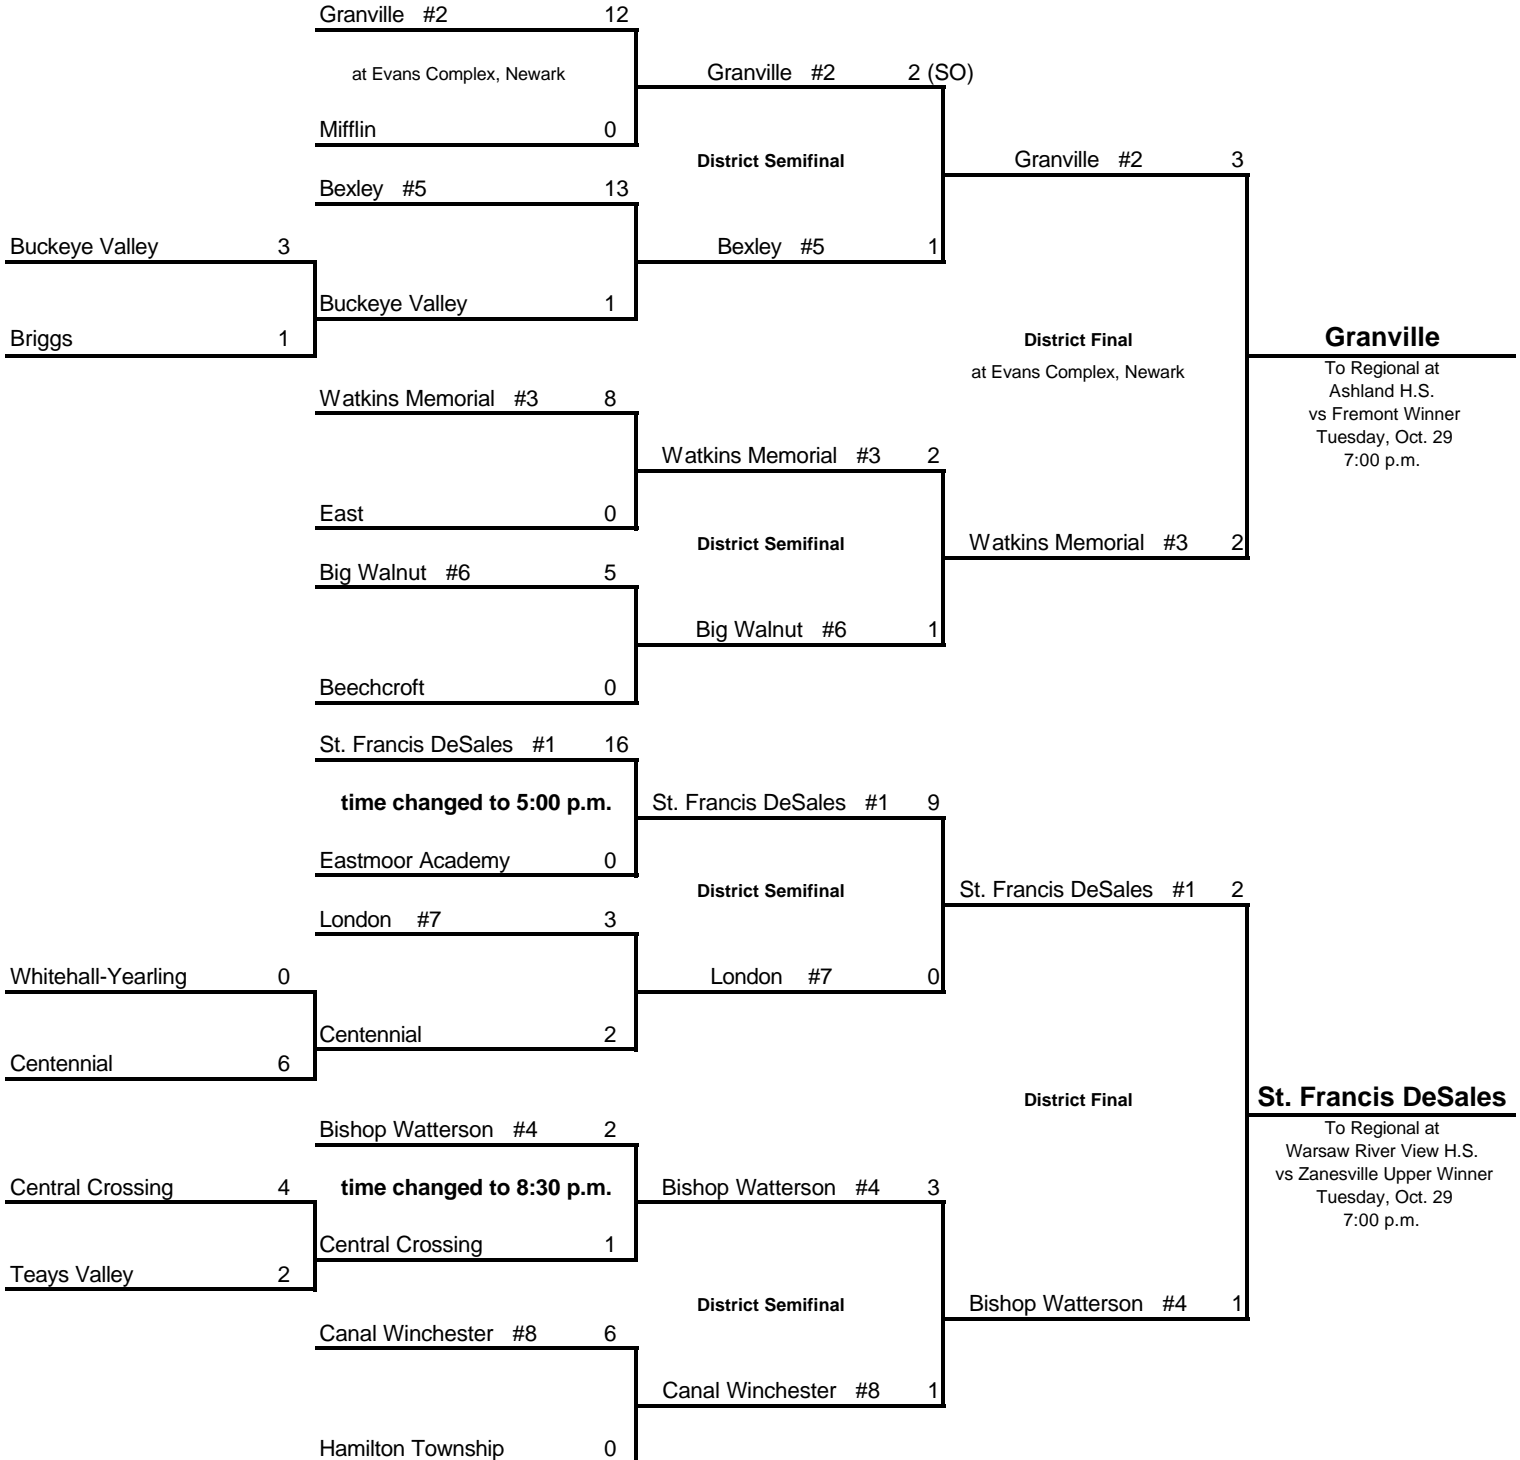 Granville #2 12
at Evans Complex, Newark
Granville #2 2 (SO)
Mifflin 0
District Semifinal
Granville #2 3
Bexley #5 13
Buckeye Valley 3
Bexley #5 1
Buckeye Valley 1
Briggs 1
District Final
at Evans Complex, Newark
Granville
To Regional at
Ashland H.S.
vs Fremont Winner
Tuesday, Oct. 29
7:00 p.m.
Watkins Memorial #3 8
Watkins Memorial #3 2
East 0
District Semifinal
Watkins Memorial #3 2
Big Walnut #6 5
Big Walnut #6 1
Beechcroft 0
St. Francis DeSales #1 16
time changed to 5:00 p.m.
St. Francis DeSales #1 9
Eastmoor Academy 0
District Semifinal
St. Francis DeSales #1 2
London #7 3
Whitehall-Yearling 0
London #7 0
Centennial 2
Centennial 6
District Final
St. Francis DeSales
To Regional at
Warsaw River View H.S.
vs Zanesville Upper Winner
Tuesday, Oct. 29
7:00 p.m.
Bishop Watterson #4 2
Central Crossing 4
time changed to 8:30 p.m.
Bishop Watterson #4 3
Central Crossing 1
Teays Valley 2
District Semifinal
Bishop Watterson #4 1
Canal Winchester #8 6
Canal Winchester #8 1
Hamilton Township 0